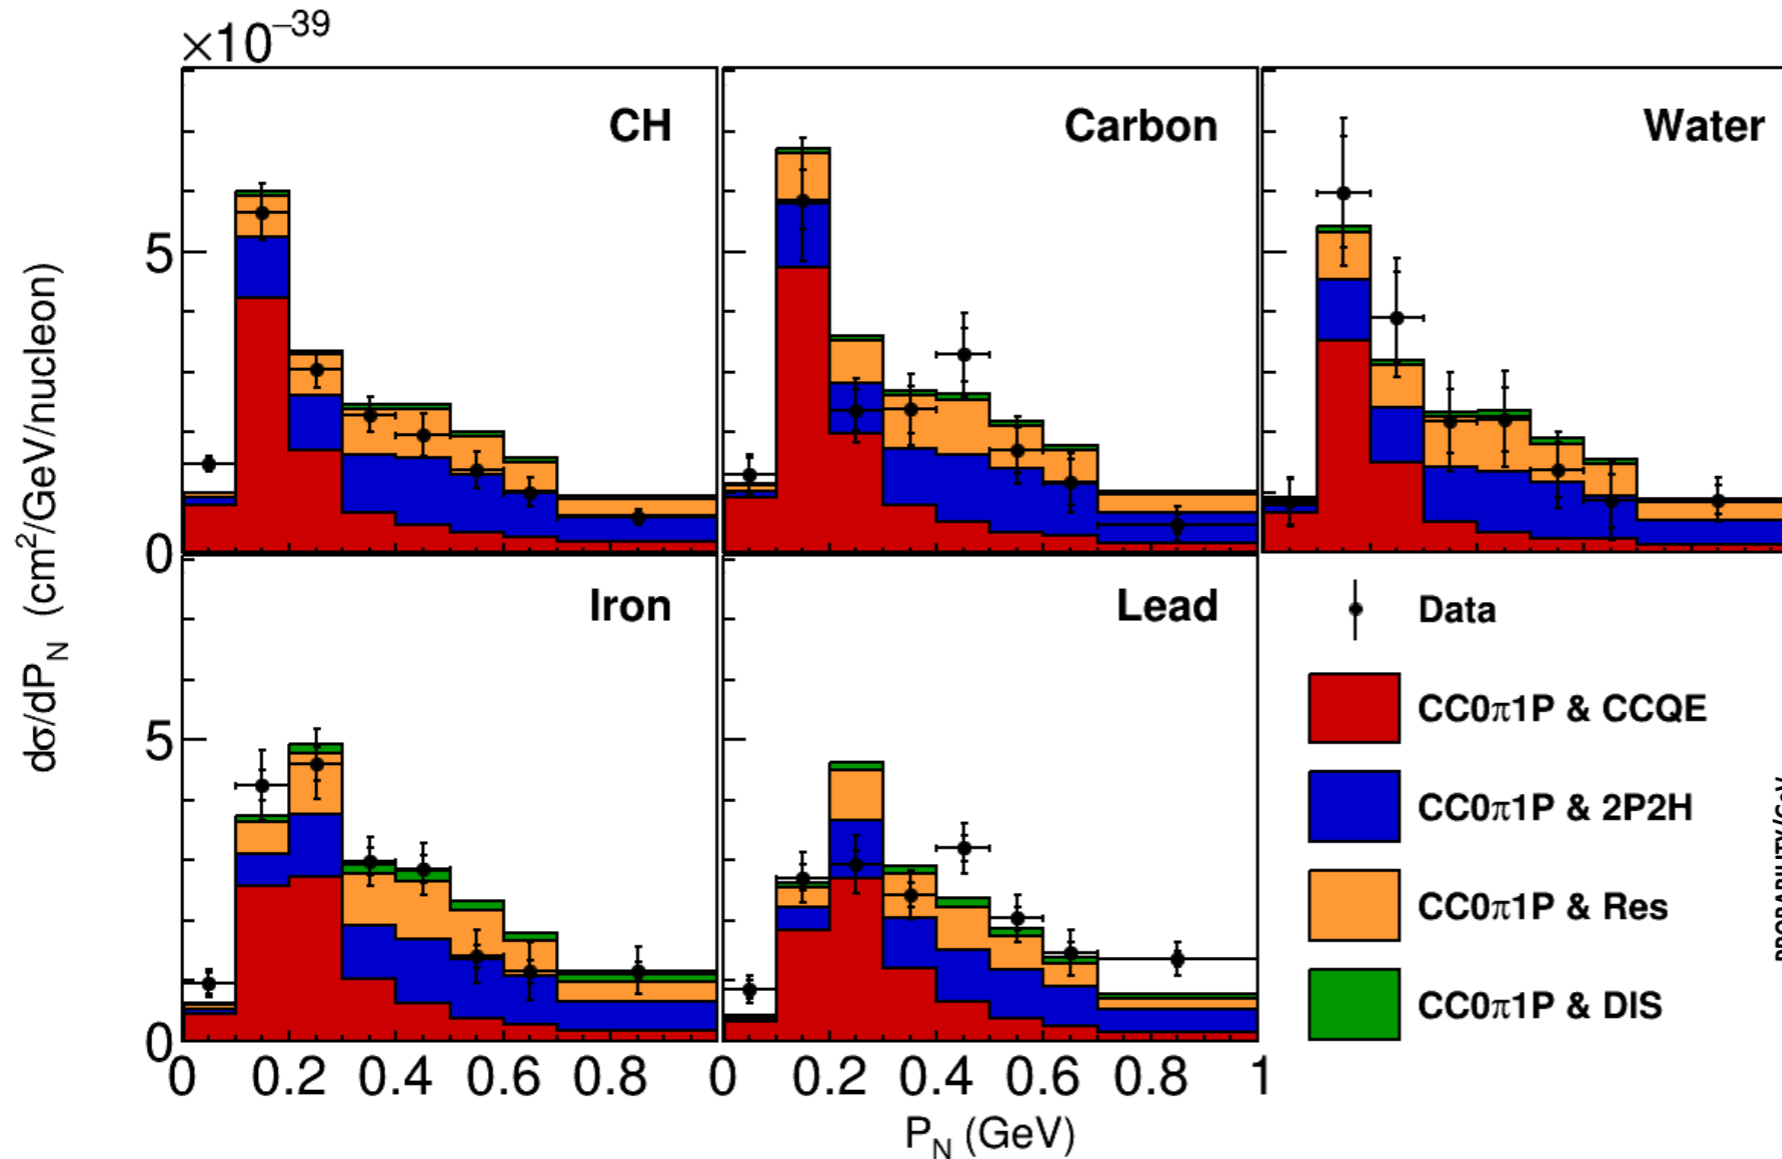 ×10⁻³⁹
CH
Carbon
Water
5
0
dσ/dP_N (cm²/GeV/nucleon)
Iron
Lead
5
0
0 0.2 0.4 0.6 0.8 0 0.2 0.4 0.6 0.8 1
P_N (GeV)
Data
CC0π1P & CCQE
CC0π1P & 2P2H
CC0π1P & Res
CC0π1P & DIS